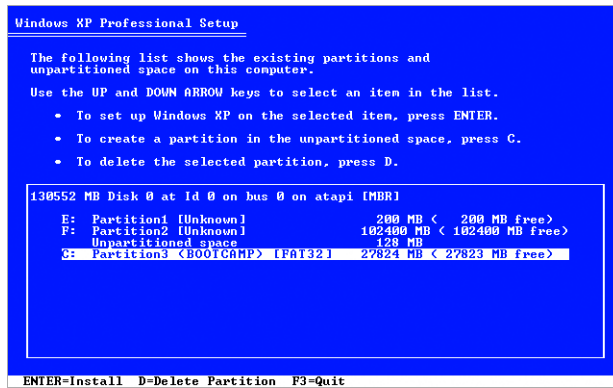 Windows XP Professional Setup
The following list shows the existing partitions and
unpartitioned space on this computer.
Use the UP and DOWN ARROW keys to select an item in the list.
• To set up Windows XP on the selected item, press ENTER.
• To create a partition in the unpartitioned space, press C.
• To delete the selected partition, press D.
130552 MB Disk 0 at Id 0 on bus 0 on atapi [MBR]
E: Partition1 [Unknown] 200 MB ( 200 MB free)
F: Partition2 [Unknown] 102400 MB ( 102400 MB free)
Unpartitioned space 128 MB
C: Partition3 (BOOTCAMP) [FAT32] 27824 MB ( 27823 MB free)
ENTER=Install D=Delete Partition F3=Quit